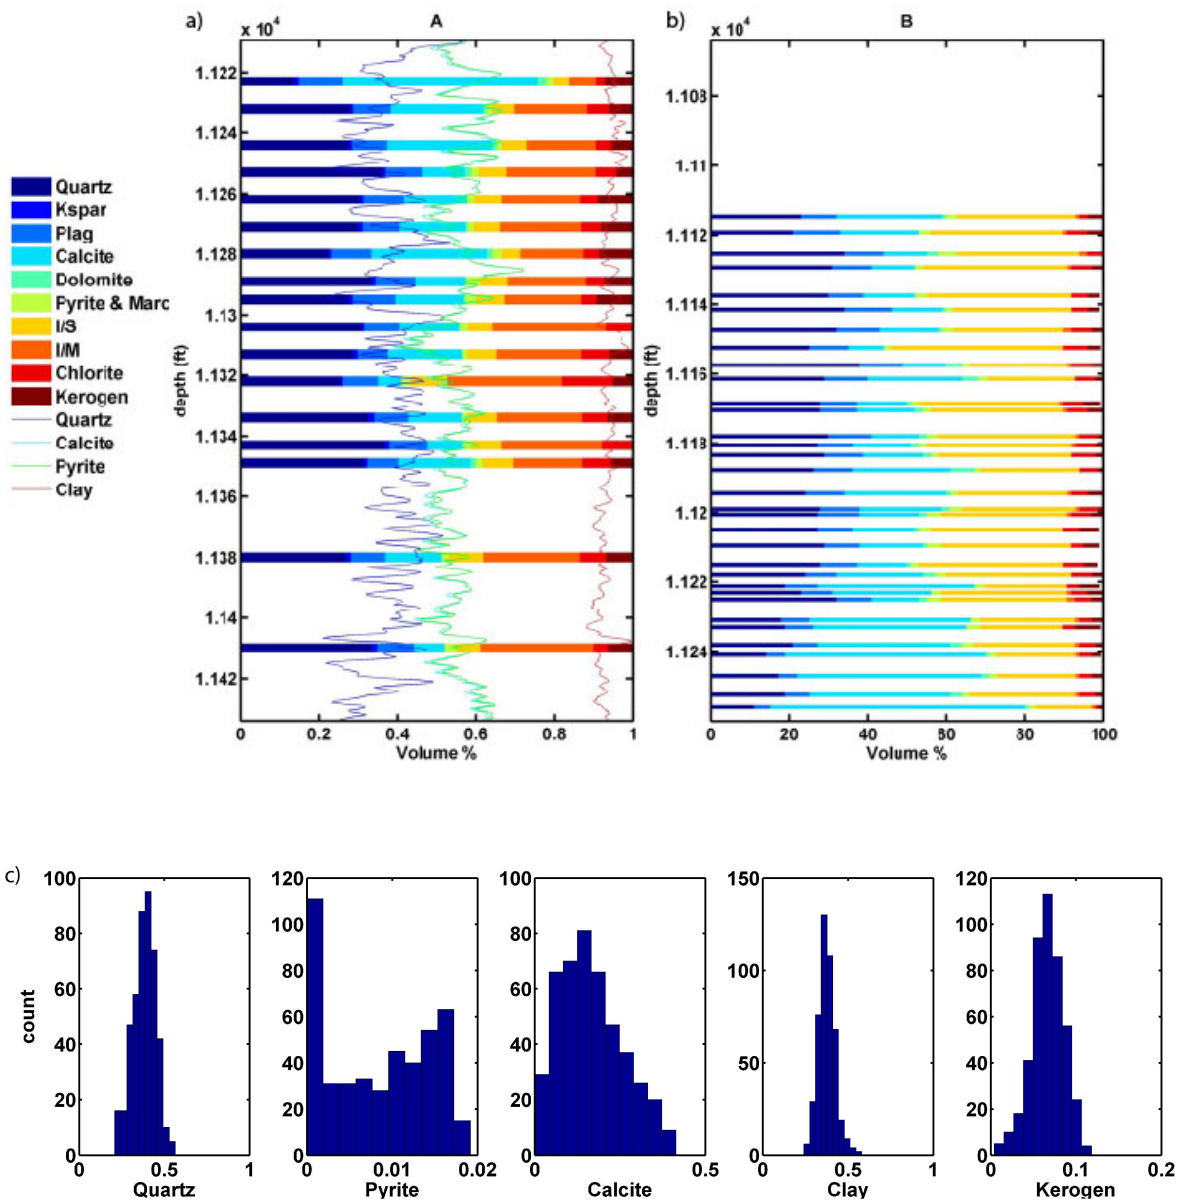 a)
A
x 10⁴
1.122
1.124
1.126
1.128
1.13
1.132
1.134
1.136
1.138
1.14
1.142
depth (ft)
0 0.2 0.4 0.6 0.8 1
Volume %
Quartz
Kspar
Plag
Calcite
Dolomite
Pyrite & Marc
I/S
I/M
Chlorite
Kerogen
Quartz
Calcite
Pyrite
Clay
b)
B
x 10⁴
1.108
1.11
1.112
1.114
1.116
1.118
1.12
1.122
1.124
depth (ft)
0 20 40 60 80 100
Volume %
c)
count
100
80
60
40
20
0
0 0.5 1
Quartz
120
100
80
60
40
20
0
0 0.01 0.02
Pyrite
100
80
60
40
20
0
0 0.5
Calcite
150
100
50
0
0 0.5 1
Clay
120
100
80
60
40
20
0
0 0.1 0.2
Kerogen